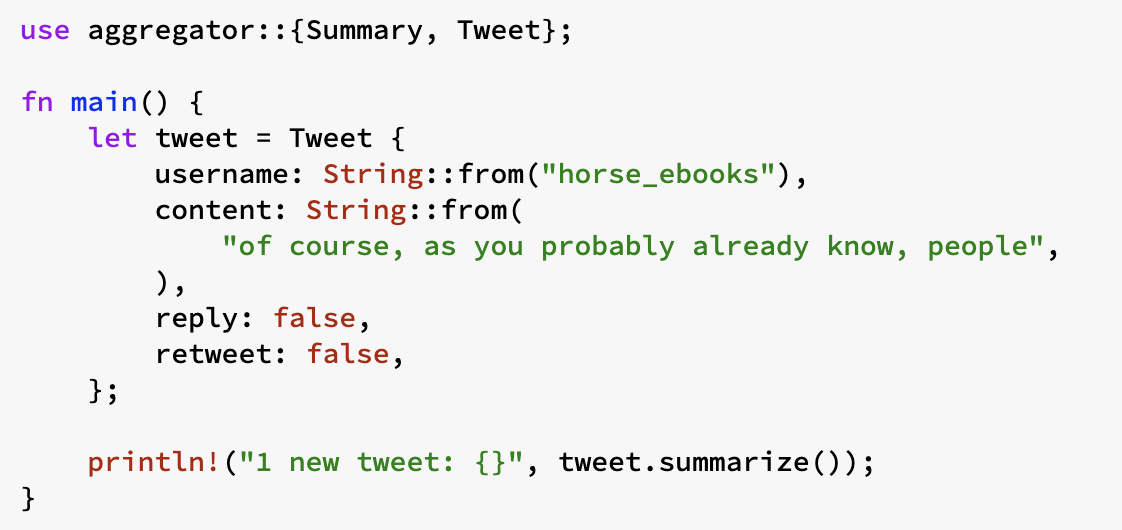 use aggregator::{Summary, Tweet};

fn main() {
    let tweet = Tweet {
        username: String::from("horse_ebooks"),
        content: String::from(
            "of course, as you probably already know, people",
        ),
        reply: false,
        retweet: false,
    };

    println!("1 new tweet: {}", tweet.summarize());
}